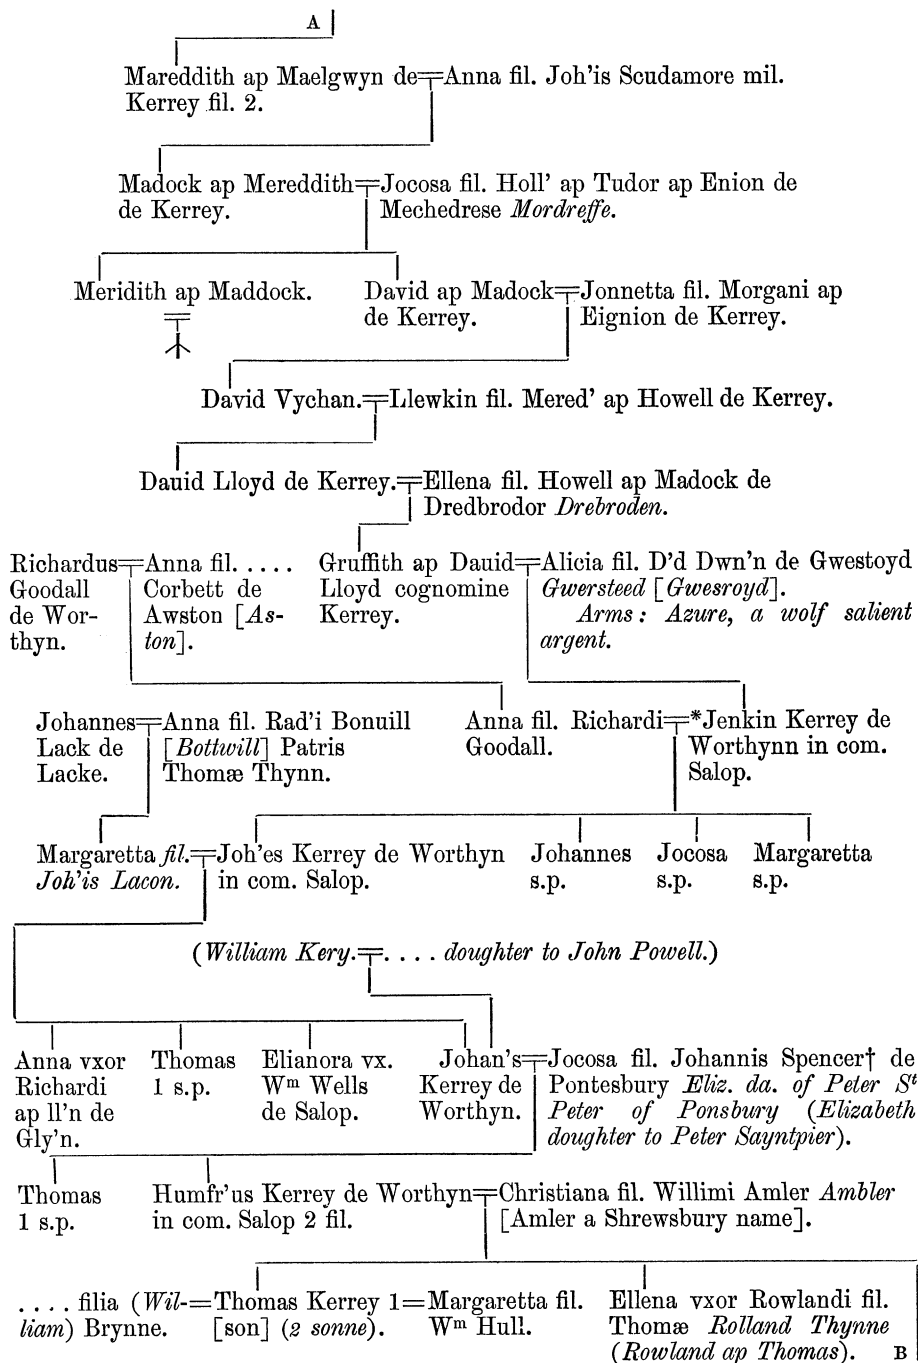 A
Mareddith ap Maelgwyn de Anna fil. Joh'is Scudamore mil.
Kerrey fil. 2.
Madock ap Mereddith Jocosa fil. Holl' ap Tudor ap Enion de
de Kerrey. Mechedrese Mordreffe.
Meridith ap Maddock. David ap Madock Jonnetta fil. Morgani ap
de Kerrey. Eignion de Kerrey.
David Vychan. Llewkin fil. Mered' ap Howell de Kerrey.
Dauid Lloyd de Kerrey. Ellena fil. Howell ap Madock de
Dredbrodor Drebroden.
Richardus
Goodall
de Wor-
thyn.
Anna fil. . . . .
Corbett de
Awston [As-
ton].
Gruffith ap Dauid
Lloyd cognomine
Kerrey.
Alicia fil. D'd Dwn'n de Gwestoyd
Gwersteed [Gwesroyd].
Arms: Azure, a wolf salient
argent.
Johannes
Lack de
Lacke.
Anna fil. Rad'i Bonuill
[Bottwill] Patris
Thomæ Thynn.
Anna fil. Richardi
Goodall.
*Jenkin Kerrey de
Worthynn in com.
Salop.
Margaretta fil.
Joh'is Lacon.
Joh'es Kerrey de Worthyn
in com. Salop.
Johannes
s.p.
Jocosa
s.p.
Margaretta
s.p.
(William Kery. . . . . doughter to John Powell.)
Anna vxor
Richardi
ap ll'n de
Gly'n.
Thomas
1 s.p.
Elianora vx.
Wᵐ Wells
de Salop.
Johan's
Kerrey de
Worthyn.
Jocosa fil. Johannis Spencer† de
Pontesbury Eliz. da. of Peter Sᵗ
Peter of Ponsbury (Elizabeth
doughter to Peter Sayntpier).
Thomas
1 s.p.
Humfr'us Kerrey de Worthyn
in com. Salop 2 fil.
Christiana fil. Willimi Amler Ambler
[Amler a Shrewsbury name].
. . . . filia (Wil-
liam) Brynne.
Thomas Kerrey 1
[son] (2 sonne).
Margaretta fil.
Wᵐ Hull.
Ellena vxor Rowlandi fil.
Thomæ Rolland Thynne
(Rowland ap Thomas). B